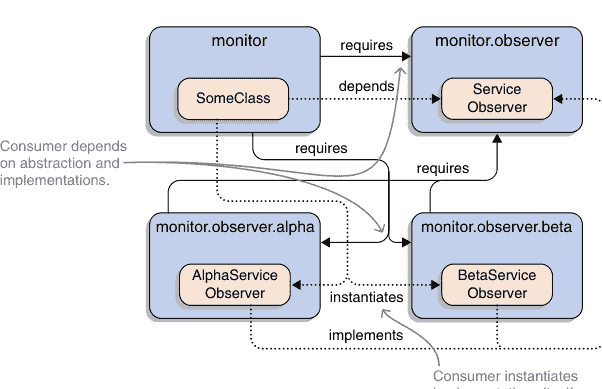 monitor
requires
monitor.observer
SomeClass
depends
Service
Observer
Consumer depends
on abstraction and
implementations.
requires
requires
monitor.observer.alpha
monitor.observer.beta
AlphaService
Observer
BetaService
Observer
instantiates
implements
Consumer instantiates